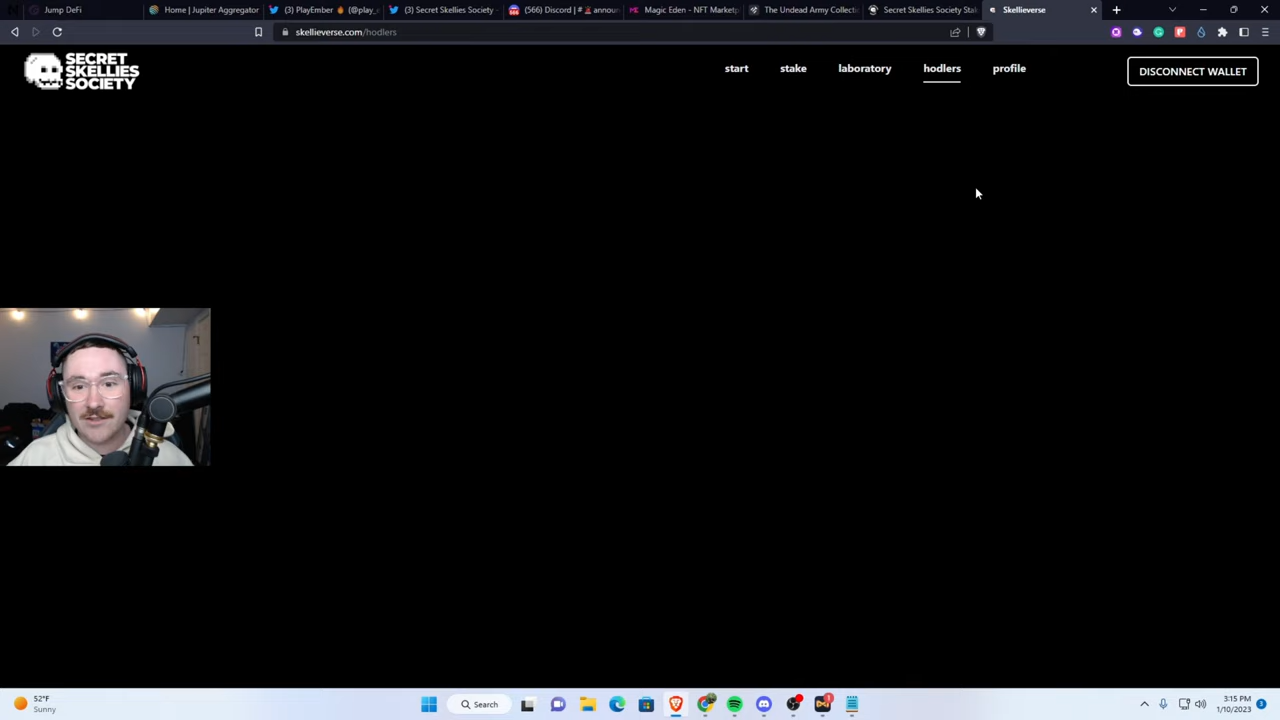 Jump DeFi
Home | Jupiter Aggregator
(3) PlayEmber 🔥 (@play_
(3) Secret Skellies Society
(566) Discord | # 🚨 announ
Magic Eden - NFT Marketp
The Undead Army Collecti
Secret Skellies Society Stak
Skellieverse
skellieverse.com/hodlers
SECRET
SKELLIES
SOCIETY
start
stake
laboratory
hodlers
profile
DISCONNECT WALLET
52°F
Sunny
Search
3:15 PM
1/10/2023